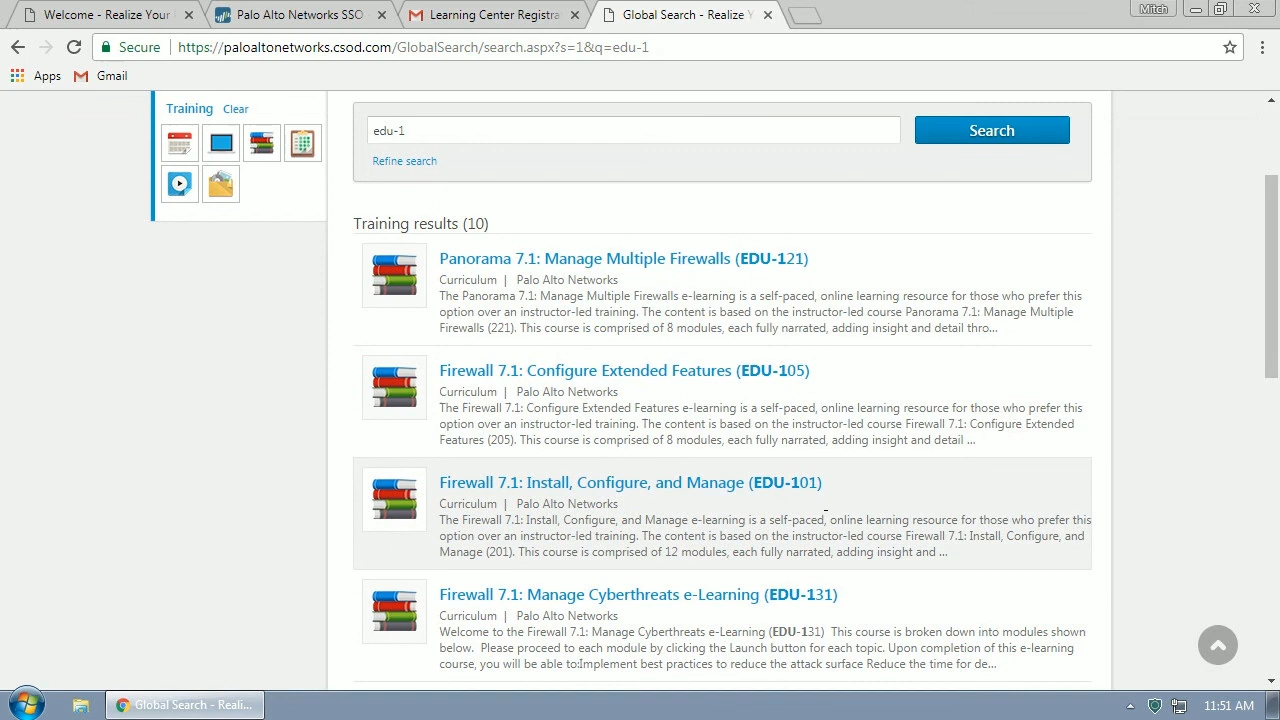 Welcome - Realize Your
Palo Alto Networks SSO
Learning Center Registra
Global Search - Realize Y
Mitch
Secure
https://paloaltonetworks.csod.com/GlobalSearch/search.aspx?s=1&q=edu-1
Apps
Gmail
Training Clear
edu-1
Search
Refine search
Training results (10)
Panorama 7.1: Manage Multiple Firewalls (EDU-121)
Curriculum | Palo Alto Networks
The Panorama 7.1: Manage Multiple Firewalls e-learning is a self-paced, online learning resource for those who prefer this
option over an instructor-led training. The content is based on the instructor-led course Panorama 7.1: Manage Multiple
Firewalls (221). This course is comprised of 8 modules, each fully narrated, adding insight and detail thro...
Firewall 7.1: Configure Extended Features (EDU-105)
Curriculum | Palo Alto Networks
The Firewall 7.1: Configure Extended Features e-learning is a self-paced, online learning resource for those who prefer this
option over an instructor-led training. The content is based on the instructor-led course Firewall 7.1: Configure Extended
Features (205). This course is comprised of 8 modules, each fully narrated, adding insight and detail ...
Firewall 7.1: Install, Configure, and Manage (EDU-101)
Curriculum | Palo Alto Networks
The Firewall 7.1: Install, Configure, and Manage e-learning is a self-paced, online learning resource for those who prefer this
option over an instructor-led training. The content is based on the instructor-led course Firewall 7.1: Install, Configure, and
Manage (201). This course is comprised of 12 modules, each fully narrated, adding insight and ...
Firewall 7.1: Manage Cyberthreats e-Learning (EDU-131)
Curriculum | Palo Alto Networks
Welcome to the Firewall 7.1: Manage Cyberthreats e-Learning (EDU-131) This course is broken down into modules shown
below. Please proceed to each module by clicking the Launch button for each topic. Upon completion of this e-learning
course, you will be able to:Implement best practices to reduce the attack surface Reduce the time for de...
Global Search - Reali...
11:51 AM